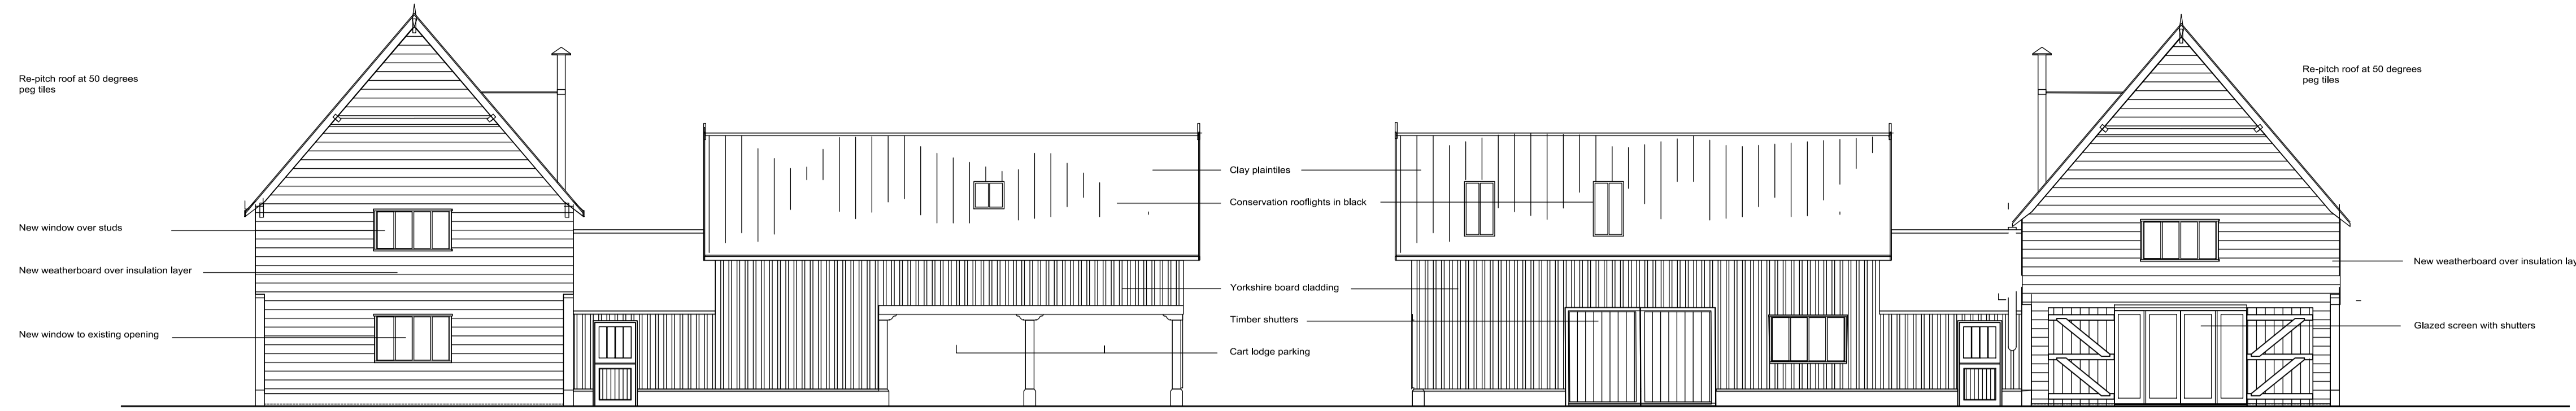 Re-pitch roof at 50 degrees
peg tiles
New window over studs
New weatherboard over insulation layer
New window to existing opening
Clay plaintiles
Conservation rooflights in black
Yorkshire board cladding
Timber shutters
Cart lodge parking
Re-pitch roof at 50 degrees
peg tiles
New weatherboard over insulation lay
Glazed screen with shutters